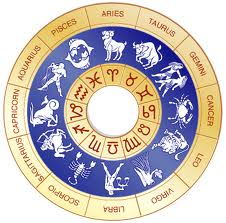 ARIES
TAURUS
GEMINI
CANCER
LEO
VIRGO
LIBRA
SCORPIO
SAGITTARIUS
CAPRICORN
AQUARIUS
PISCES